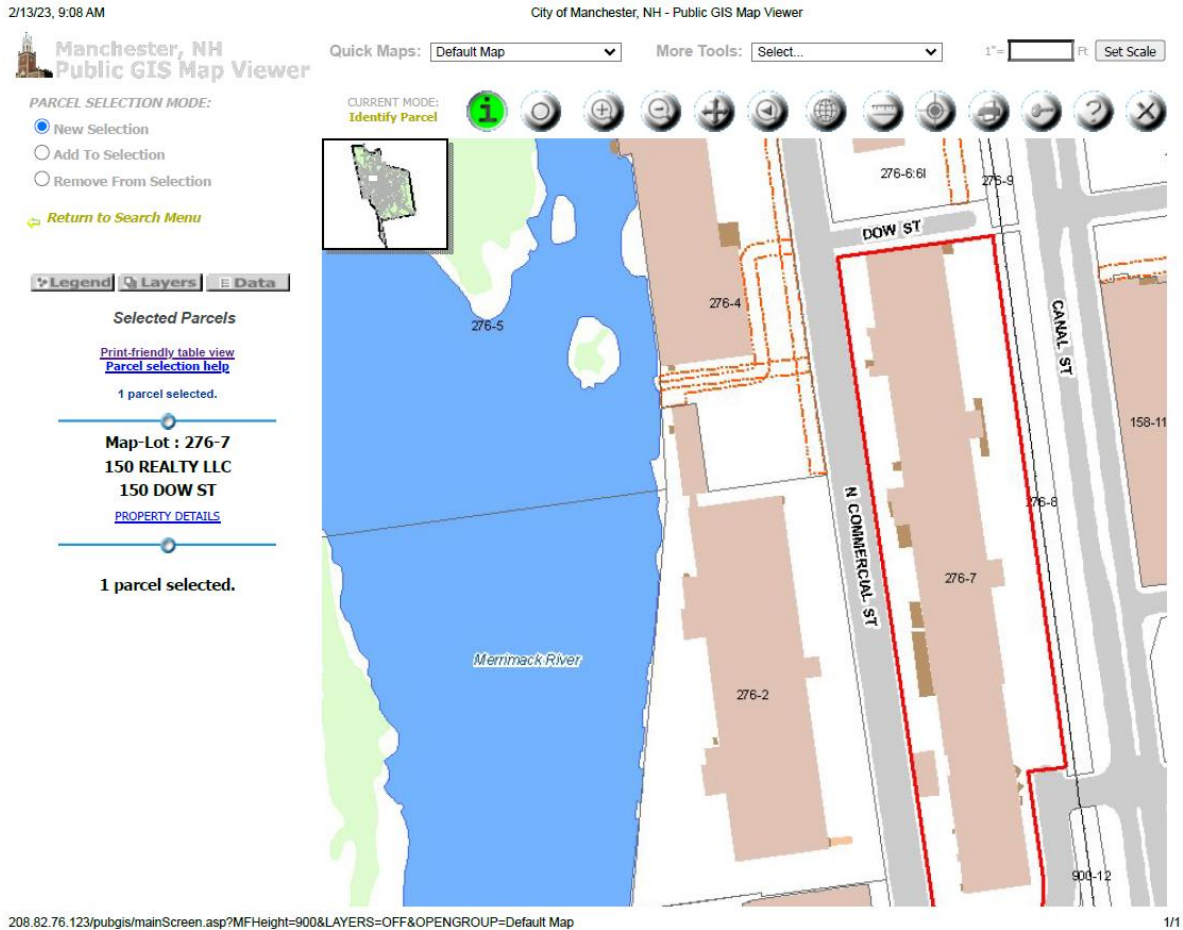 2/13/23, 9:08 AM
City of Manchester, NH - Public GIS Map Viewer
Manchester, NH
Public GIS Map Viewer
Quick Maps:
Default Map
More Tools:
Select...
1"=
Ft
Set Scale
PARCEL SELECTION MODE:
New Selection
Add To Selection
Remove From Selection
Return to Search Menu
CURRENT MODE:
Identify Parcel
i
?
Legend
Layers
Data
Selected Parcels
Print-friendly table view
Parcel selection help
1 parcel selected.
Map-Lot : 276-7
150 REALTY LLC
150 DOW ST
PROPERTY DETAILS
1 parcel selected.
276-6:6I
276-9
DOW ST
276-4
276-5
CANAL ST
158-11
N COMMERCIAL ST
276-8
276-7
Merrimack River
276-2
900-12
208.82.76.123/pubgis/mainScreen.asp?MFHeight=900&LAYERS=OFF&OPENGROUP=Default Map
1/1